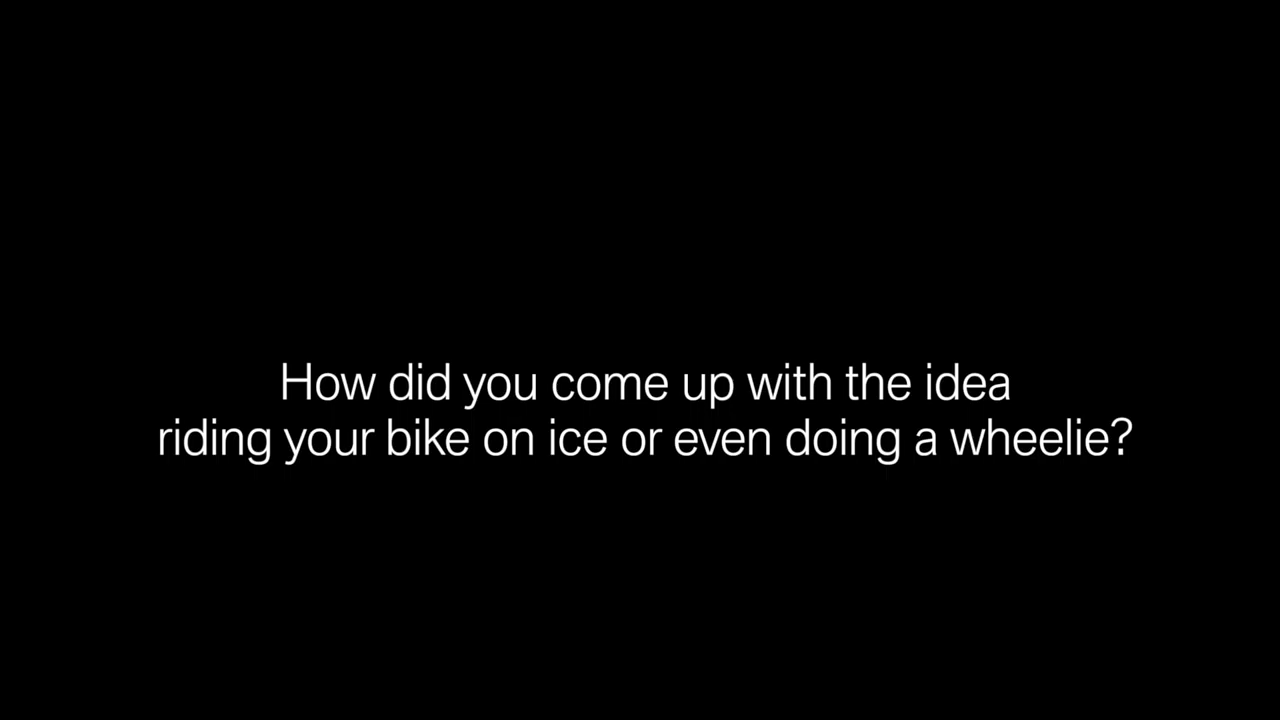 How did you come up with the idea
riding your bike on ice or even doing a wheelie?